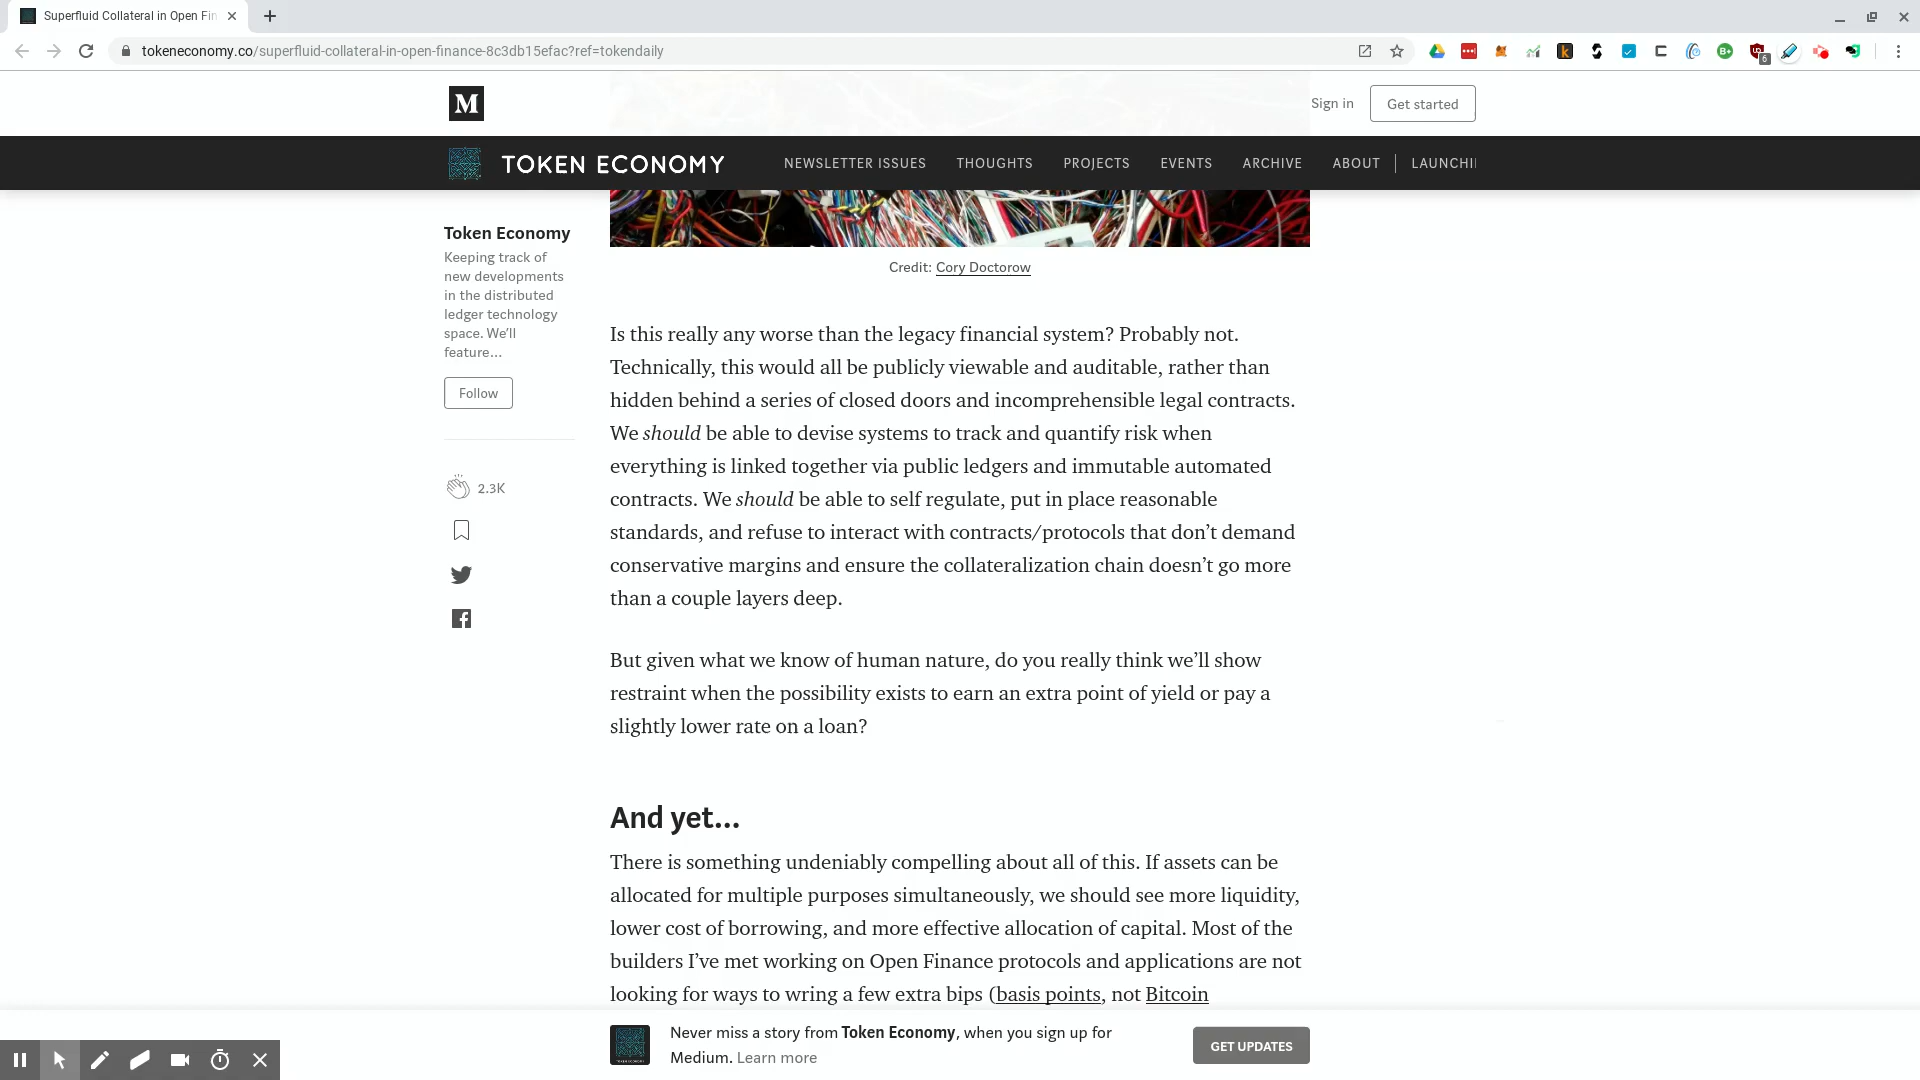 Superfluid Collateral in Open Fin
tokeneconomy.co/superfluid-collateral-in-open-finance-8c3db15efac?ref=tokendaily
M
Sign in
Get started
TOKEN ECONOMY
NEWSLETTER ISSUES
THOUGHTS
PROJECTS
EVENTS
ARCHIVE
ABOUT
LAUNCHI
Token Economy
Keeping track of
new developments
in the distributed
ledger technology
space. We’ll
feature…
Follow
2.3K
Credit: Cory Doctorow
Is this really any worse than the legacy financial system? Probably not.
Technically, this would all be publicly viewable and auditable, rather than
hidden behind a series of closed doors and incomprehensible legal contracts.
We should be able to devise systems to track and quantify risk when
everything is linked together via public ledgers and immutable automated
contracts. We should be able to self regulate, put in place reasonable
standards, and refuse to interact with contracts/protocols that don’t demand
conservative margins and ensure the collateralization chain doesn’t go more
than a couple layers deep.
But given what we know of human nature, do you really think we’ll show
restraint when the possibility exists to earn an extra point of yield or pay a
slightly lower rate on a loan?
And yet…
There is something undeniably compelling about all of this. If assets can be
allocated for multiple purposes simultaneously, we should see more liquidity,
lower cost of borrowing, and more effective allocation of capital. Most of the
builders I’ve met working on Open Finance protocols and applications are not
looking for ways to wring a few extra bips (basis points, not Bitcoin
Never miss a story from Token Economy, when you sign up for
Medium. Learn more
GET UPDATES